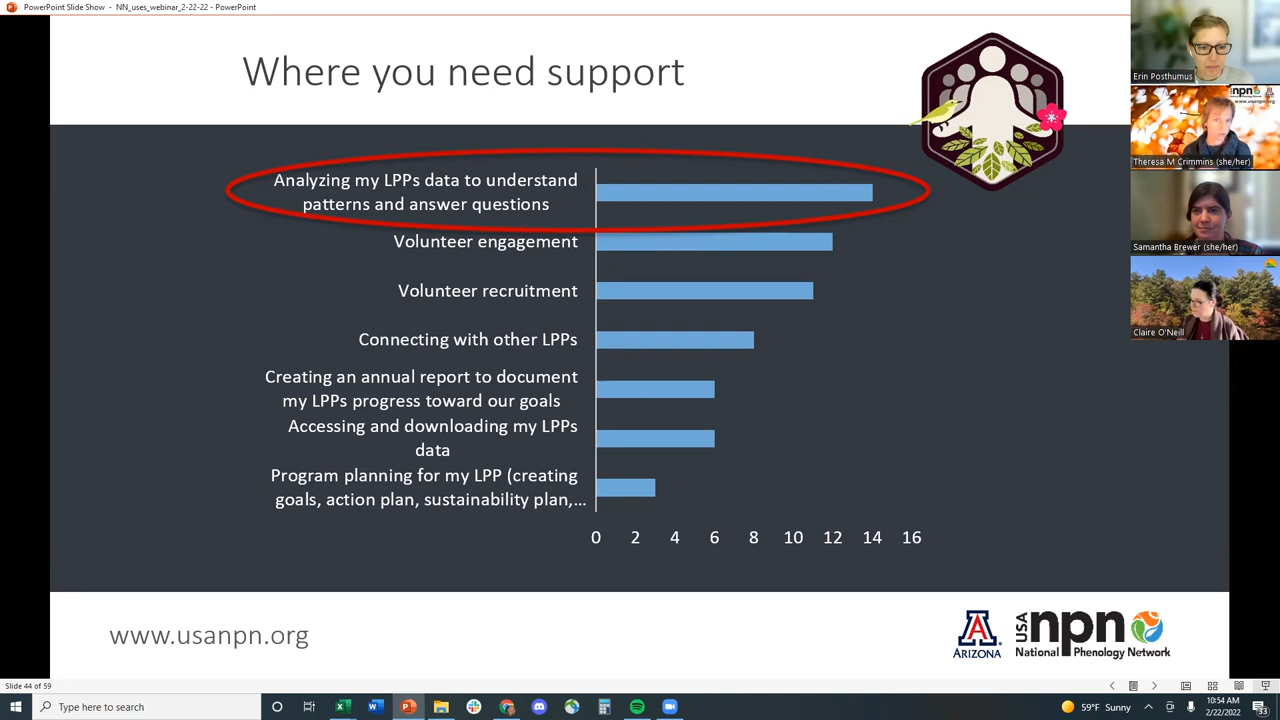 PowerPoint Slide Show - NN_uses_webinar_2-22-22 - PowerPoint
Where you need support
Analyzing my LPPs data to understand
patterns and answer questions
Volunteer engagement
Volunteer recruitment
Connecting with other LPPs
Creating an annual report to document
my LPPs progress toward our goals
Accessing and downloading my LPPs
data
Program planning for my LPP (creating
goals, action plan, sustainability plan,...
0 2 4 6 8 10 12 14 16
www.usanpn.org
A
ARIZONA
USA
npn
National Phenology Network
Erin Posthumus
npn
www.usanpn.org
Theresa M Crimmins (she/her)
Samantha Brewer (she/her)
Claire O'Neill
Slide 44 of 59
Type here to search
59°F Sunny
10:54 AM
2/22/2022
33